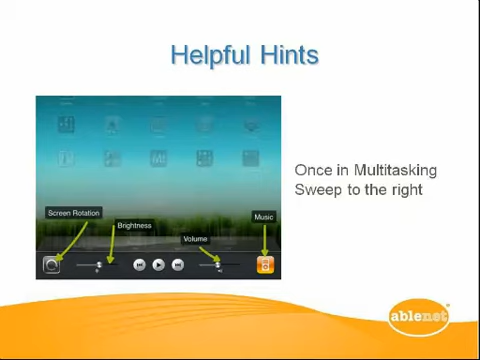 Helpful Hints
Once in Multitasking
Sweep to the right
Screen Rotation
Brightness
Volume
Music
ablenet